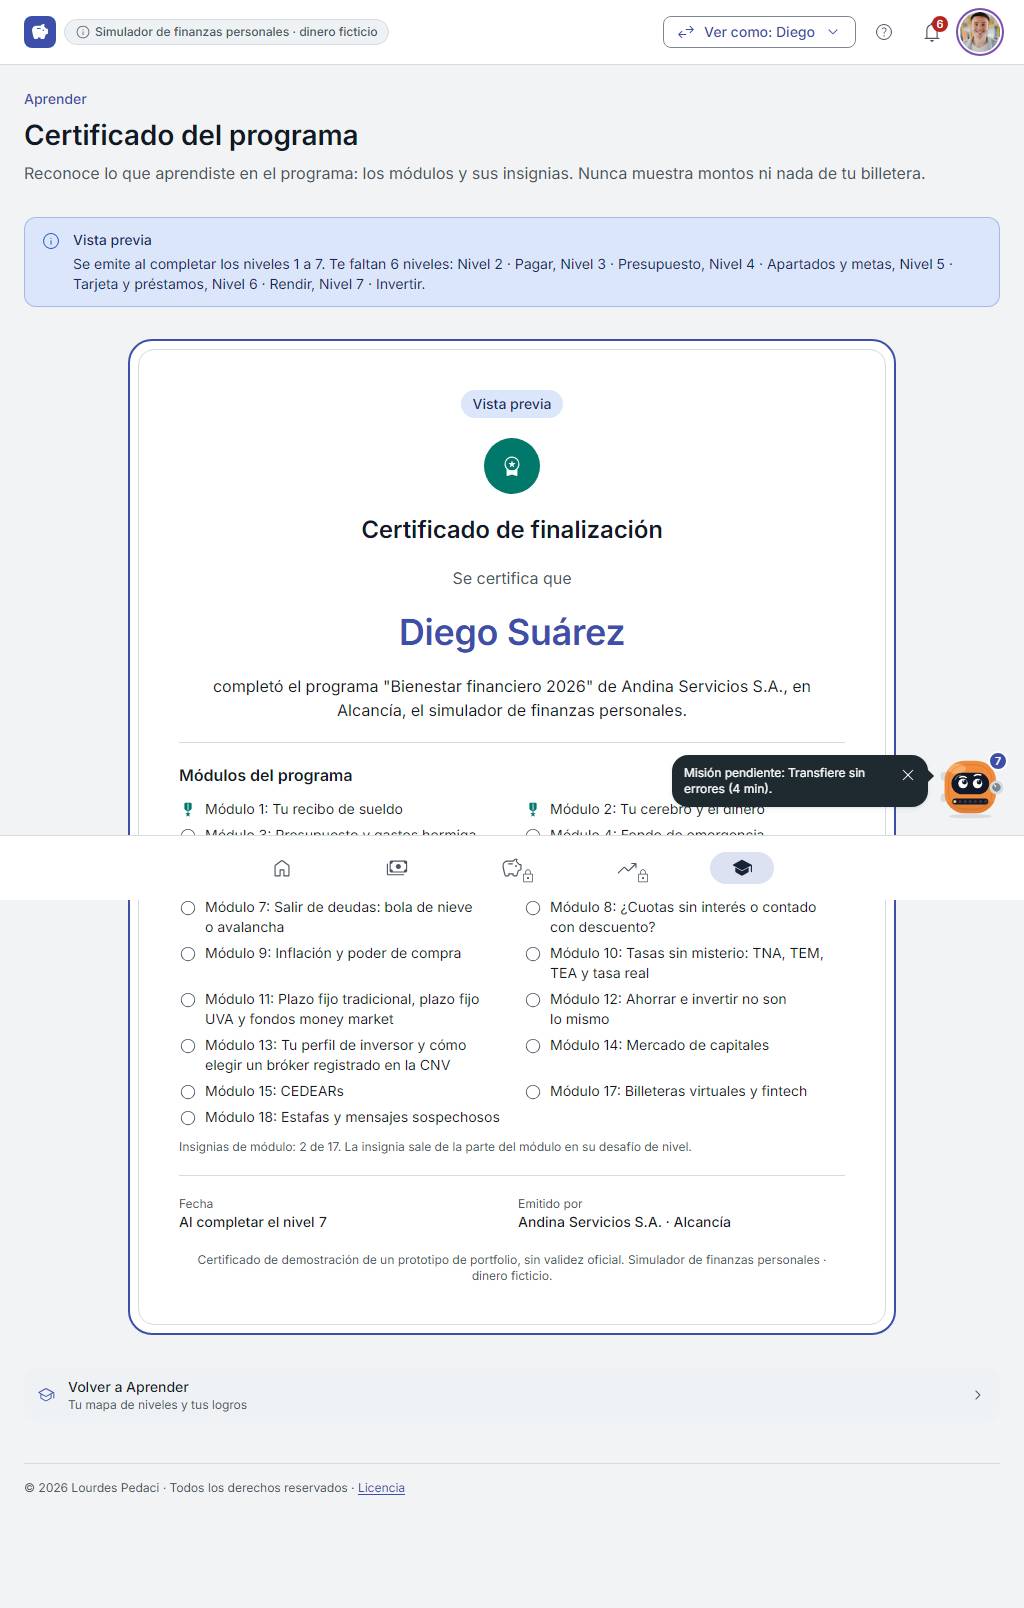 Simulador de finanzas personales · dinero ficticio
Ver como: Diego
6
Aprender
Certificado del programa
Reconoce lo que aprendiste en el programa: los módulos y sus insignias. Nunca muestra montos ni nada de tu billetera.
Vista previa
Se emite al completar los niveles 1 a 7. Te faltan 6 niveles: Nivel 2 · Pagar, Nivel 3 · Presupuesto, Nivel 4 · Apartados y metas, Nivel 5 ·
Tarjeta y préstamos, Nivel 6 · Rendir, Nivel 7 · Invertir.
Vista previa
Certificado de finalización
Se certifica que
Diego Suárez
completó el programa "Bienestar financiero 2026" de Andina Servicios S.A., en
Alcancía, el simulador de finanzas personales.
Módulos del programa
Misión pendiente: Transfiere sin
errores (4 min).
7
Módulo 1: Tu recibo de sueldo
Módulo 2: Tu cerebro y el dinero
Módulo 3: Presupuesto y gastos hormiga
Módulo 4: Fondo de emergencia
Módulo 7: Salir de deudas: bola de nieve
o avalancha
Módulo 8: ¿Cuotas sin interés o contado
con descuento?
Módulo 9: Inflación y poder de compra
Módulo 10: Tasas sin misterio: TNA, TEM,
TEA y tasa real
Módulo 11: Plazo fijo tradicional, plazo fijo
UVA y fondos money market
Módulo 12: Ahorrar e invertir no son
lo mismo
Módulo 13: Tu perfil de inversor y cómo
elegir un bróker registrado en la CNV
Módulo 14: Mercado de capitales
Módulo 15: CEDEARs
Módulo 17: Billeteras virtuales y fintech
Módulo 18: Estafas y mensajes sospechosos
Insignias de módulo: 2 de 17. La insignia sale de la parte del módulo en su desafío de nivel.
Fecha
Al completar el nivel 7
Emitido por
Andina Servicios S.A. · Alcancía
Certificado de demostración de un prototipo de portfolio, sin validez oficial. Simulador de finanzas personales ·
dinero ficticio.
Volver a Aprender
Tu mapa de niveles y tus logros
© 2026 Lourdes Pedaci · Todos los derechos reservados · Licencia